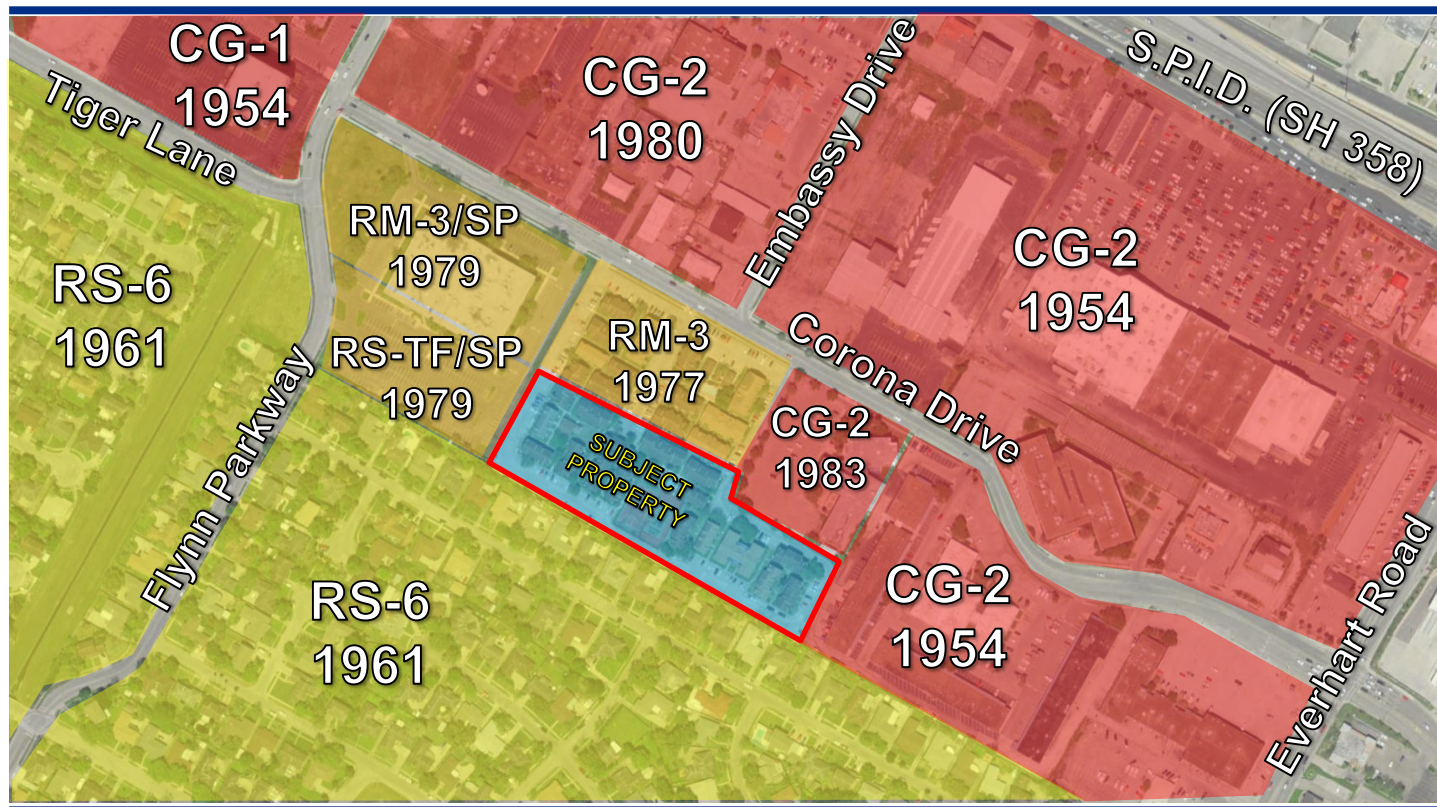 CG-1
1954
Tiger Lane
CG-2
1980
Embassy Drive
S.P.I.D. (SH 358)
RM-3/SP
1979
RS-6
1961
CG-2
1954
RM-3
1977
RS-TF/SP
1979
Corona Drive
Flynn Parkway
CG-2
1983
SUBJECT
PROPERTY
RS-6
1961
CG-2
1954
Everhart Road